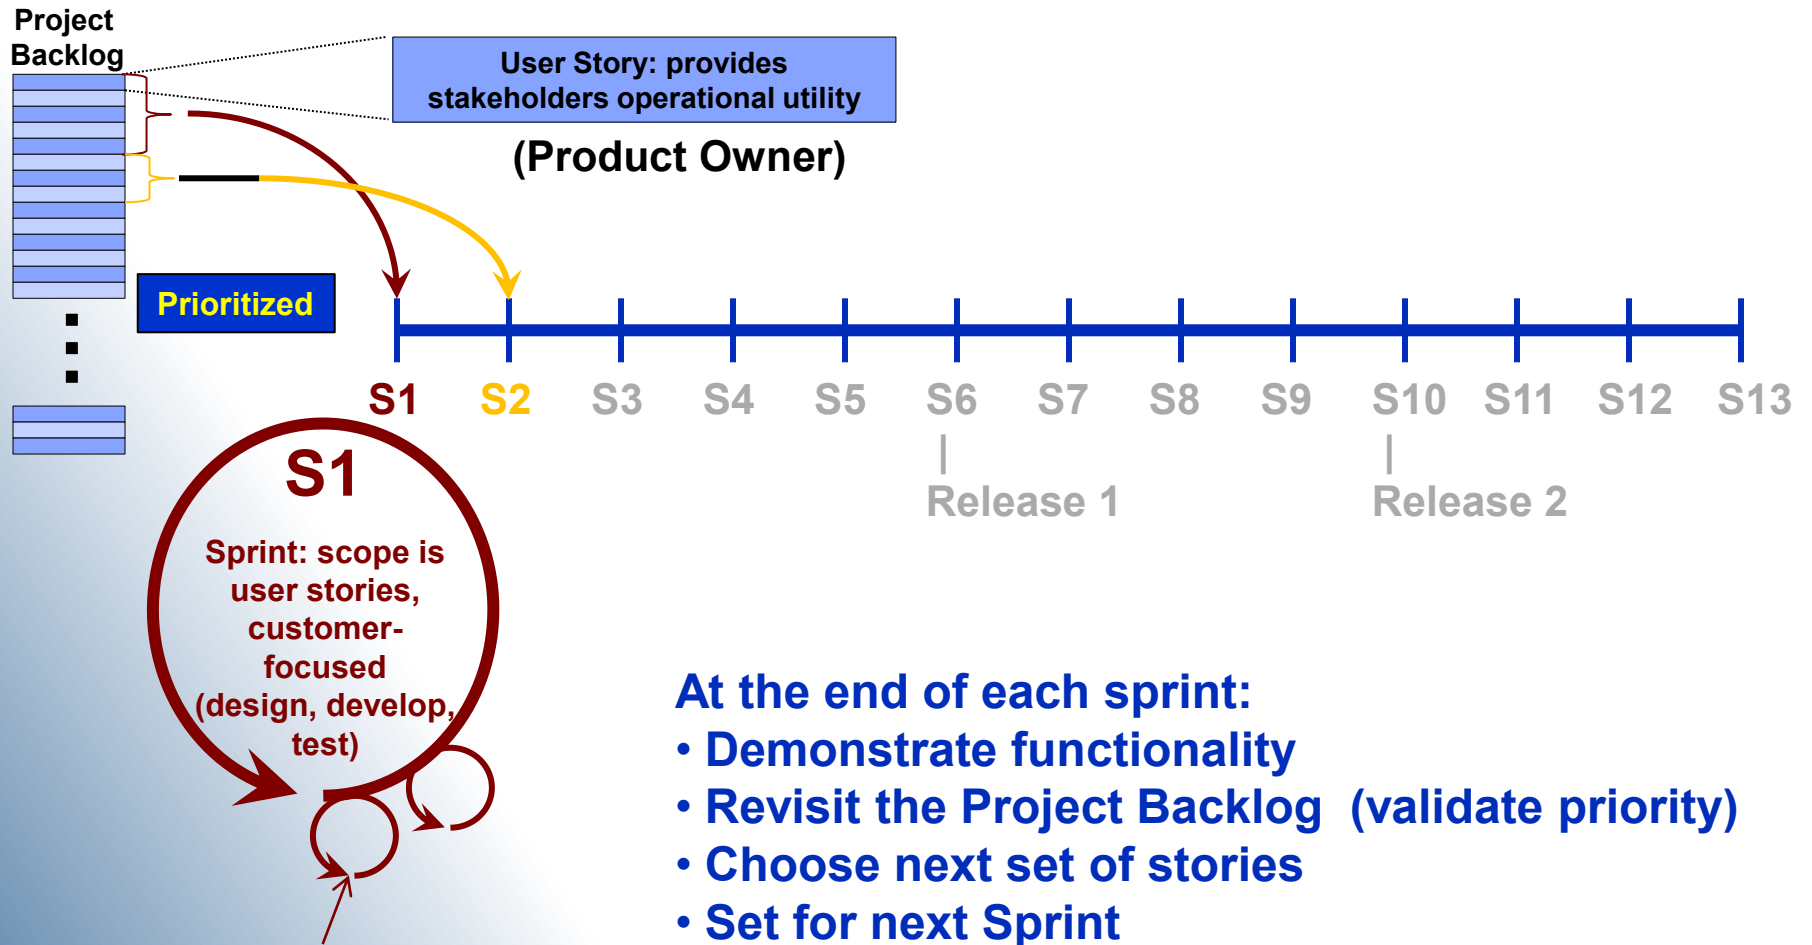 Project
Backlog
User Story: provides
stakeholders operational utility
(Product Owner)
Prioritized
S1 S2 S3 S4 S5 S6 S7 S8 S9 S10 S11 S12 S13
| |
Release 1 Release 2
S1
Sprint: scope is
user stories,
customer-
focused
(design, develop,
test)
At the end of each sprint:
• Demonstrate functionality
• Revisit the Project Backlog (validate priority)
• Choose next set of stories
• Set for next Sprint